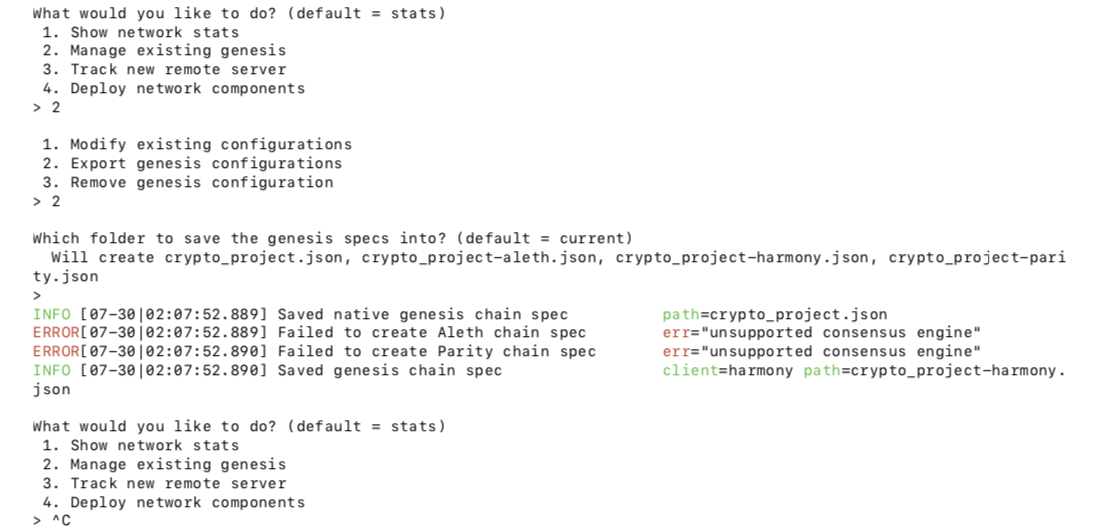 What would you like to do? (default = stats)
 1. Show network stats
 2. Manage existing genesis
 3. Track new remote server
 4. Deploy network components
> 2

 1. Modify existing configurations
 2. Export genesis configurations
 3. Remove genesis configuration
> 2

Which folder to save the genesis specs into? (default = current)
  Will create crypto_project.json, crypto_project-aleth.json, crypto_project-harmony.json, crypto_project-pari
ty.json
>
INFO [07-30|02:07:52.889] Saved native genesis chain spec          path=crypto_project.json
ERROR[07-30|02:07:52.889] Failed to create Aleth chain spec        err="unsupported consensus engine"
ERROR[07-30|02:07:52.890] Failed to create Parity chain spec       err="unsupported consensus engine"
INFO [07-30|02:07:52.890] Saved genesis chain spec                 client=harmony path=crypto_project-harmony.
json

What would you like to do? (default = stats)
 1. Show network stats
 2. Manage existing genesis
 3. Track new remote server
 4. Deploy network components
> ^C